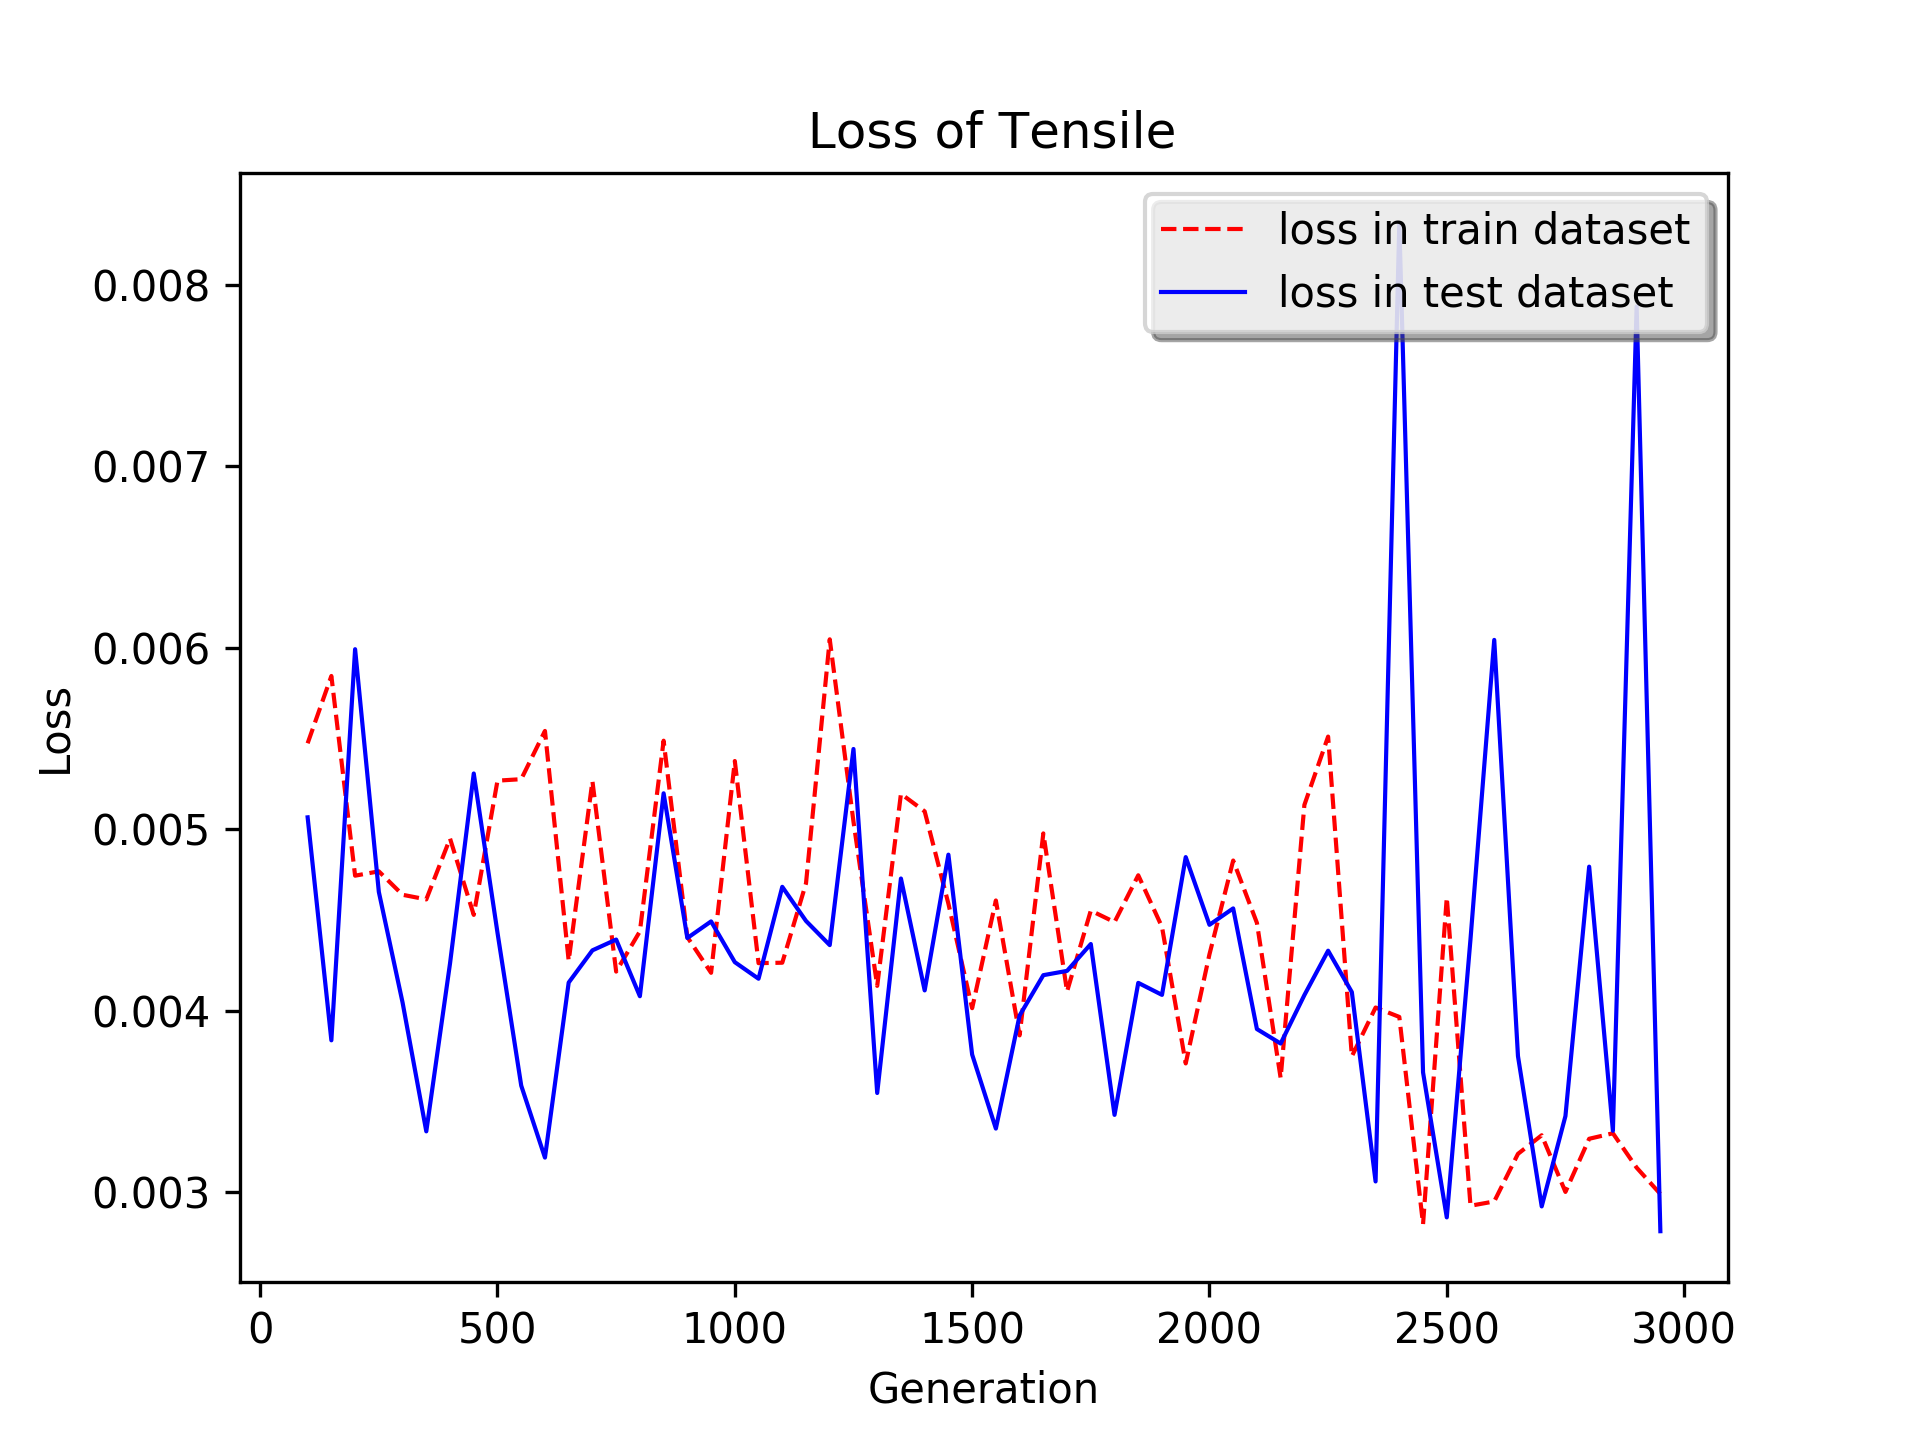 Loss of Tensile
loss in train dataset
loss in test dataset
0.008
0.007
0.006
0.005
0.004
0.003
Loss
0 500 1000 1500 2000 2500 3000
Generation